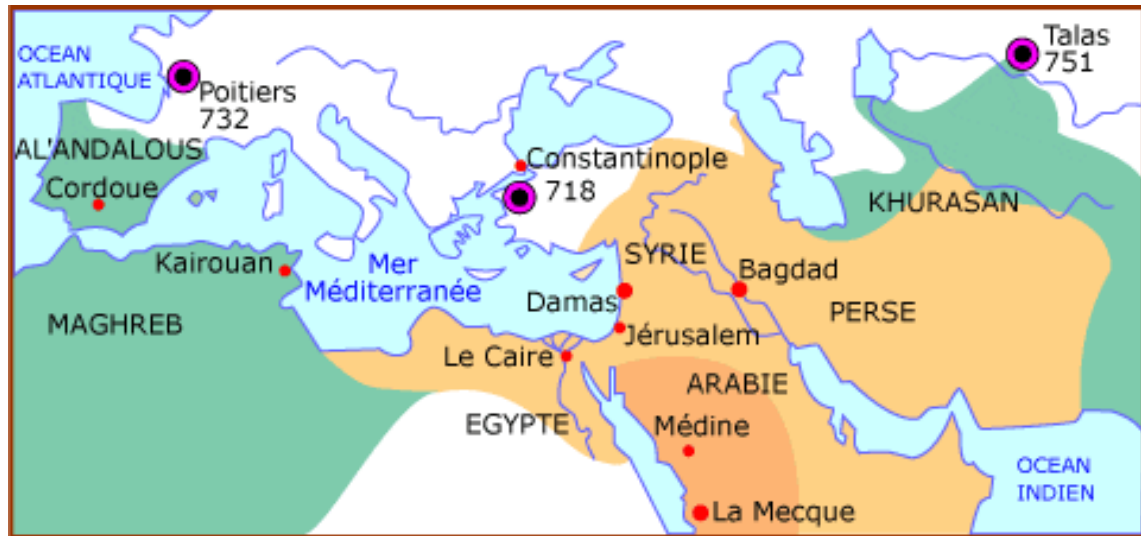 OCEAN
ATLANTIQUE
Poitiers
732
Talas
751
AL'ANDALOUS
Cordoue
Constantinople
718
KHURASAN
Kairouan
Mer
Méditerranée
SYRIE
Bagdad
Damas
PERSE
MAGHREB
Jérusalem
Le Caire
ARABIE
EGYPTE
Médine
OCEAN
INDIEN
La Mecque